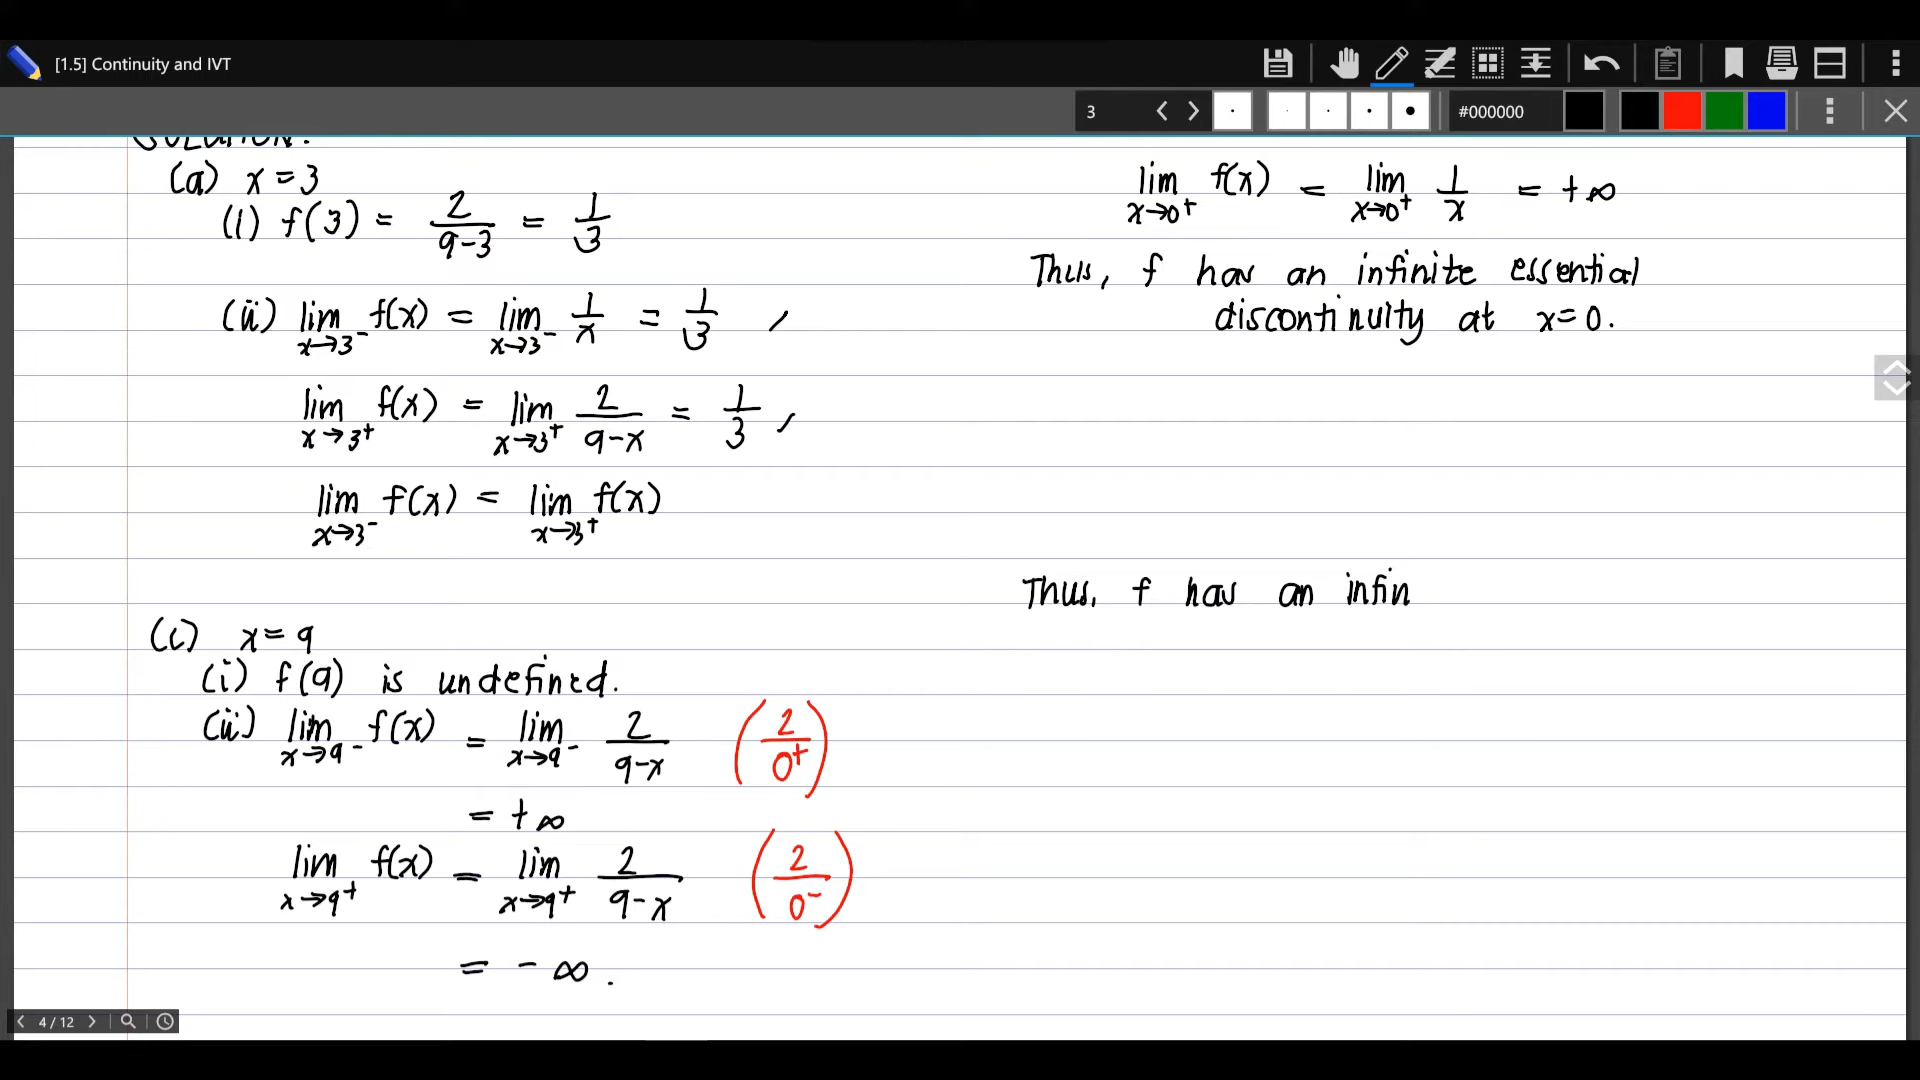 [1.5] Continuity and IVT
3
#000000
SOLUTION:
(a) x = 3
(i) f(3) = 2/(9-3) = 1/3
(ii) lim x→3⁻ f(x) = lim x→3⁻ 1/x = 1/3 ,
lim x→3⁺ f(x) = lim x→3⁺ 2/(9-x) = 1/3 ,
lim x→3⁻ f(x) = lim x→3⁺ f(x)
(c) x = 9
(i) f(9) is undefined.
(ii) lim x→9⁻ f(x) = lim x→9⁻ 2/(9-x) (2/0⁺)
= +∞
lim x→9⁺ f(x) = lim x→9⁺ 2/(9-x) (2/0⁻)
= -∞ .
lim x→0⁺ f(x) = lim x→0⁺ 1/x = +∞
Thus, f has an infinite essential
discontinuity at x=0.
Thus, f has an infin
4 / 12